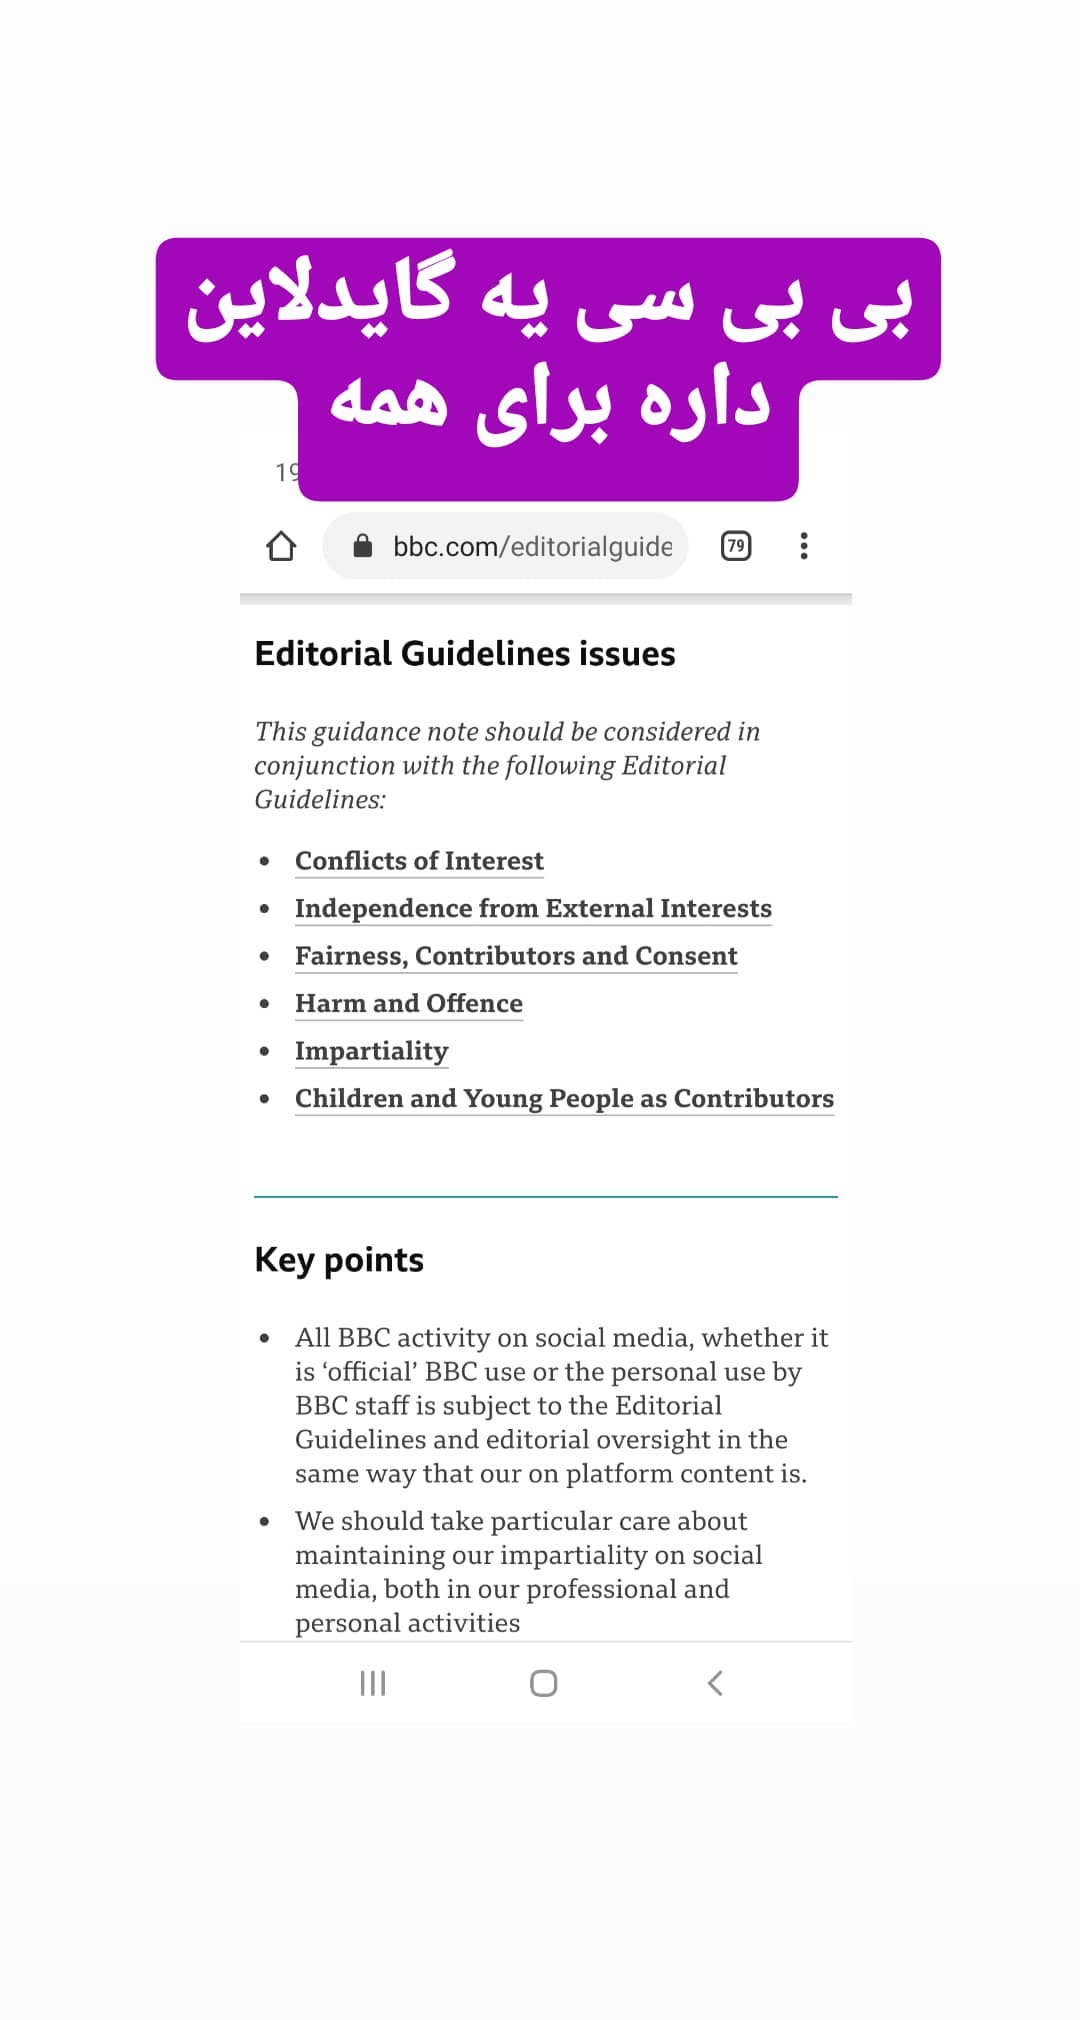 بی بی سی یه گایدلاین
داره برای همه
bbc.com/editorialguide
79
Editorial Guidelines issues
This guidance note should be considered in
conjunction with the following Editorial
Guidelines:
• Conflicts of Interest
• Independence from External Interests
• Fairness, Contributors and Consent
• Harm and Offence
• Impartiality
• Children and Young People as Contributors
Key points
• All BBC activity on social media, whether it
is ‘official’ BBC use or the personal use by
BBC staff is subject to the Editorial
Guidelines and editorial oversight in the
same way that our on platform content is.
• We should take particular care about
maintaining our impartiality on social
media, both in our professional and
personal activities